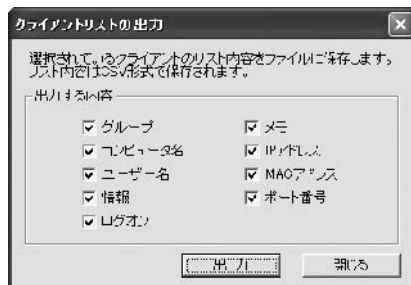 クライアントリストの出力
選択されているクライアントのリスト内容をファイルに保存します。
リスト内容はCSV形式で保存されます。
出力する内容
グループ
メモ
コンピュータ名
IPアドレス
ユーザー名
MACアドレス
情報
ポート番号
ログオン
出力
閉じる